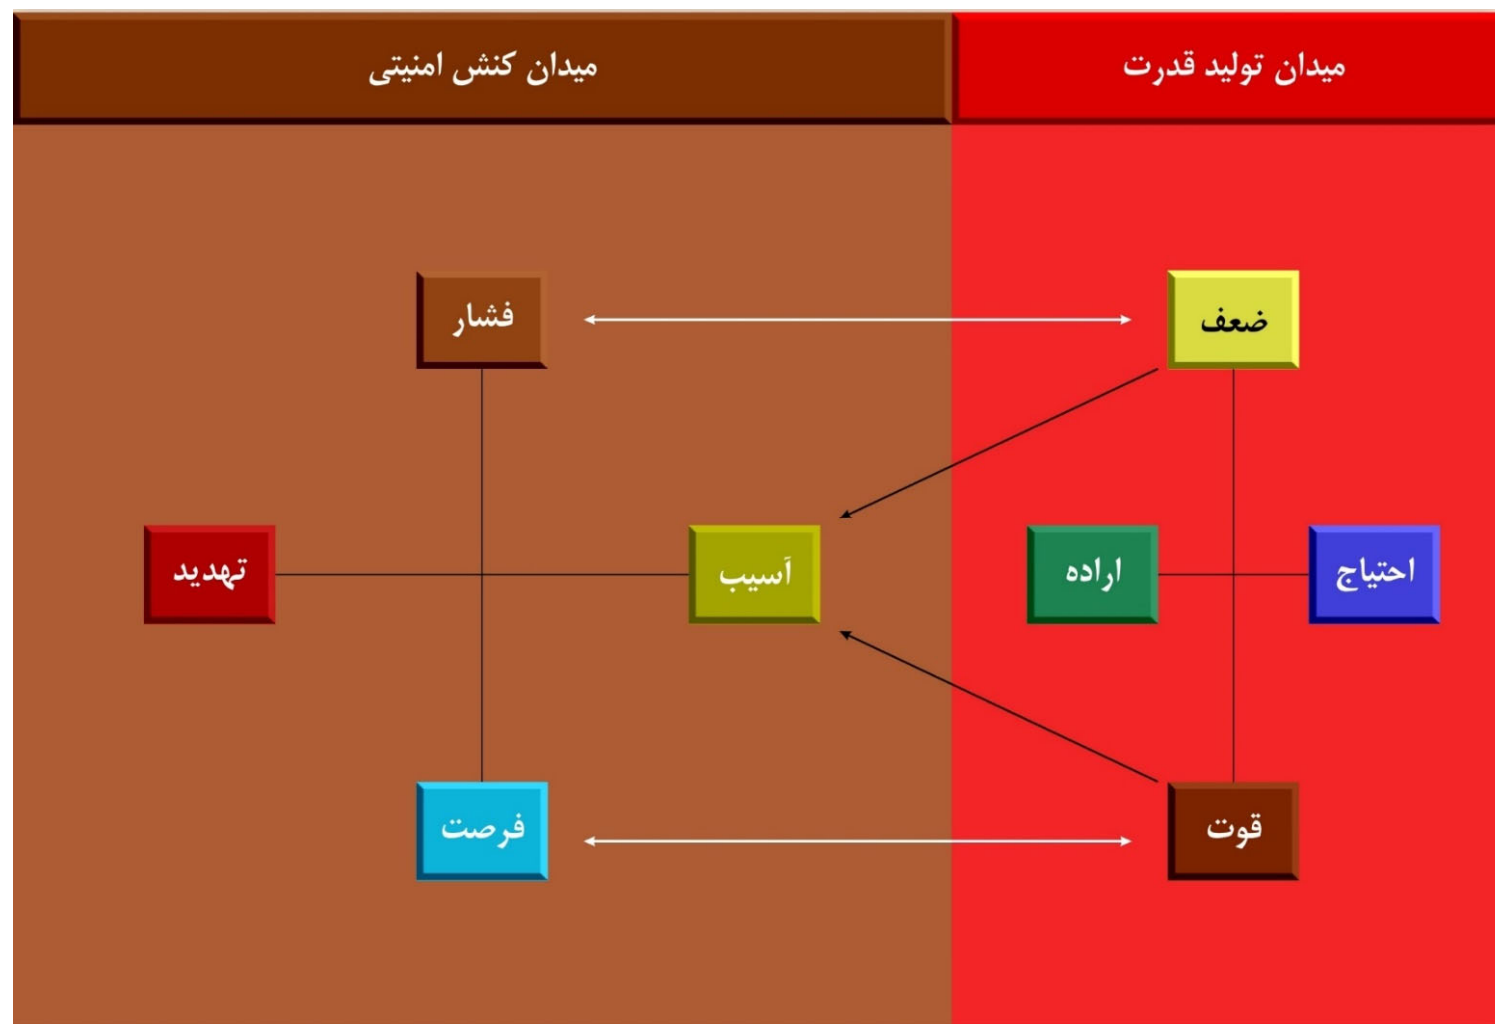 میدان تولید قدرت
میدان کنش امنیتی
ضعف
فشار
احتیاج
اراده
آسیب
تهدید
قوت
فرصت